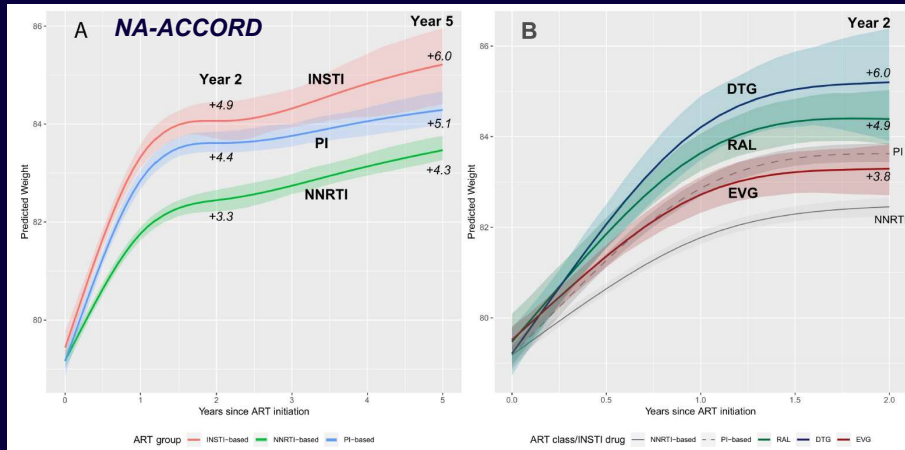 A NA-ACCORD
Year 5
86
+6.0
Year 2
INSTI
+4.9
+5.1
84
PI
+4.4
+4.3
NNRTI
+3.3
82
80
Predicted Weight
0 1 2 3 4 5
Years since ART initiation
ART group INSTI-based NNRTI-based PI-based
B
Year 2
86
+6.0
DTG
+4.9
84
RAL
PI
+3.8
EVG
NNRT
82
80
Predicted Weight
0.0 0.5 1.0 1.5 2.0
Years since ART initiation
ART class/INSTI drug NNRTI-based PI-based RAL DTG EVG